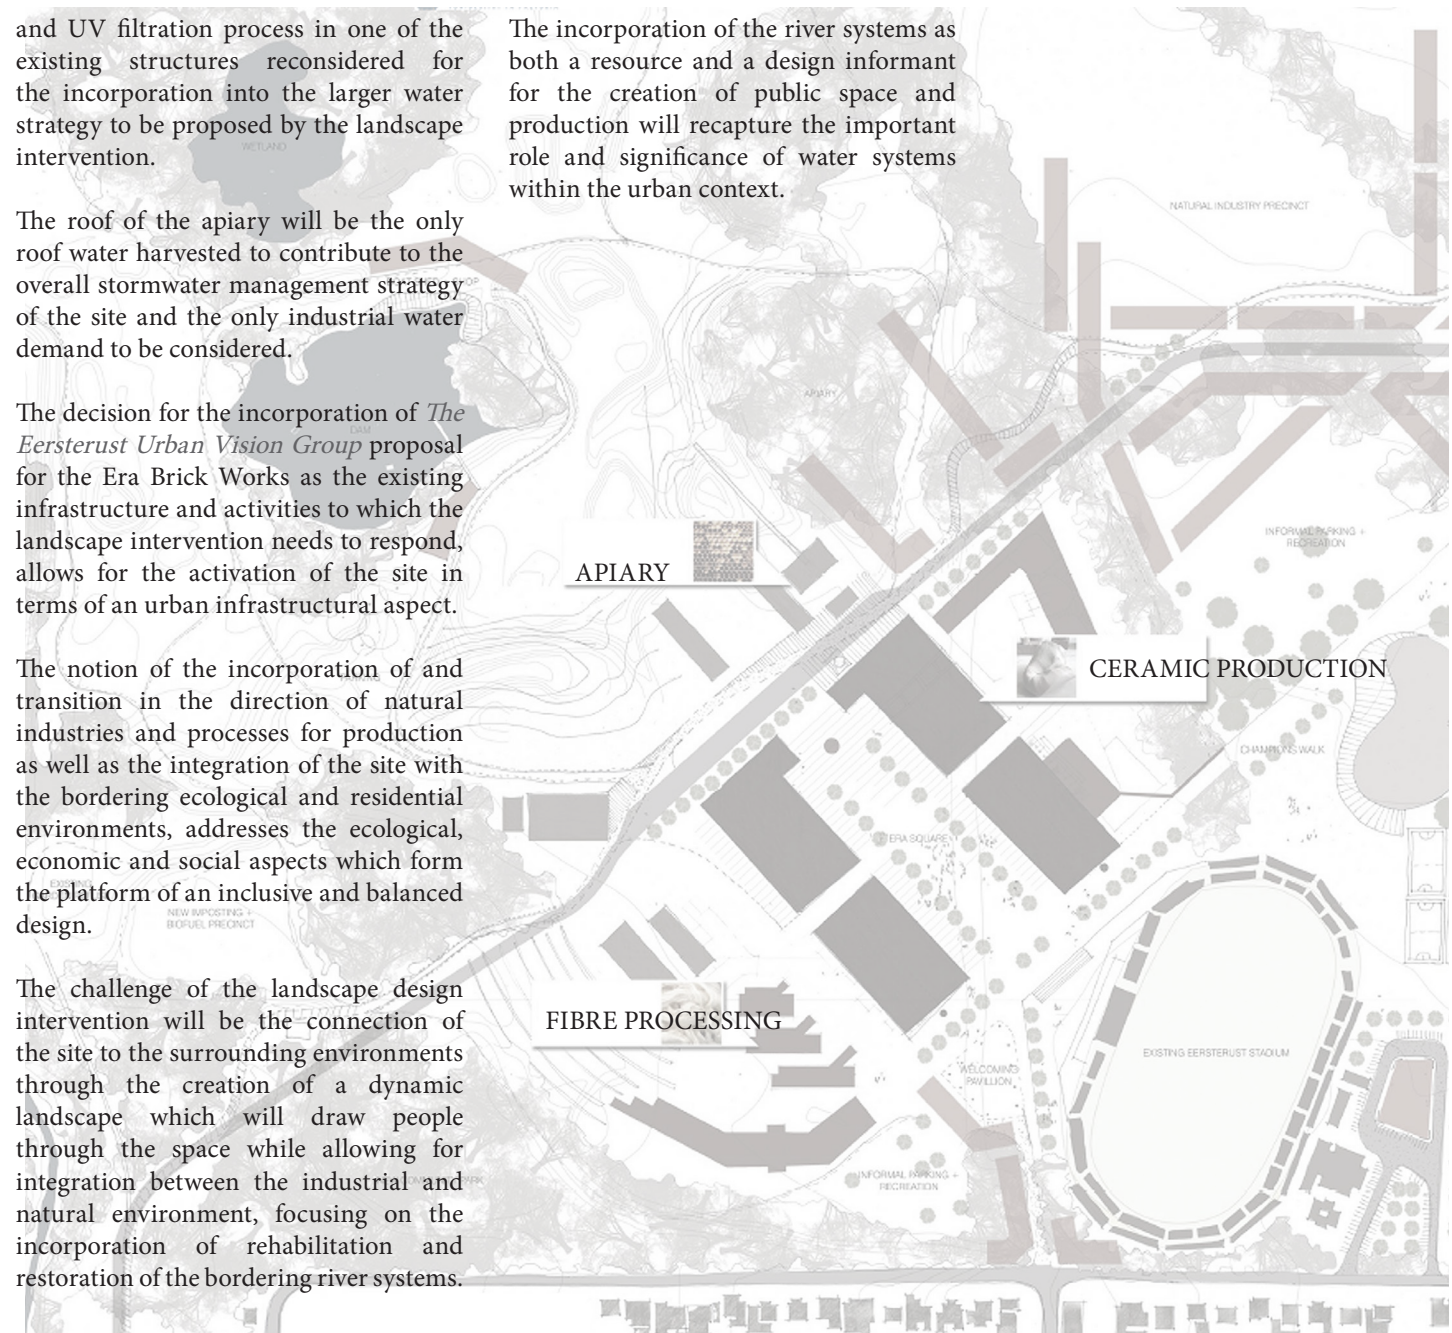 and UV filtration process in one of the
existing structures reconsidered for
the incorporation into the larger water
strategy to be proposed by the landscape
intervention.
The roof of the apiary will be the only
roof water harvested to contribute to the
overall stormwater management strategy
of the site and the only industrial water
demand to be considered.
The decision for the incorporation of The
Eersterust Urban Vision Group proposal
for the Era Brick Works as the existing
infrastructure and activities to which the
landscape intervention needs to respond,
allows for the activation of the site in
terms of an urban infrastructural aspect.
The notion of the incorporation of and
transition in the direction of natural
industries and processes for production
as well as the integration of the site with
the bordering ecological and residential
environments, addresses the ecological,
economic and social aspects which form
the platform of an inclusive and balanced
design.
The challenge of the landscape design
intervention will be the connection of
the site to the surrounding environments
through the creation of a dynamic
landscape which will draw people
through the space while allowing for
integration between the industrial and
natural environment, focusing on the
incorporation of rehabilitation and
restoration of the bordering river systems.
The incorporation of the river systems as
both a resource and a design informant
for the creation of public space and
production will recapture the important
role and significance of water systems
within the urban context.
WETLAND
NATURAL INDUSTRY PRECINCT
DAM
APIARY
INFORMAL PARKING +
RECREATION
APIARY
CERAMIC PRODUCTION
CHAMPIONS WALK
ERA SQUARE
EXISTING
NEW IMPOSTING +
BIOFUEL PRECINCT
FIBRE PROCESSING
EXISTING EERSTERUST STADIUM
WELCOMING
PAVILLION
INFORMAL PARKING +
RECREATION
PARK